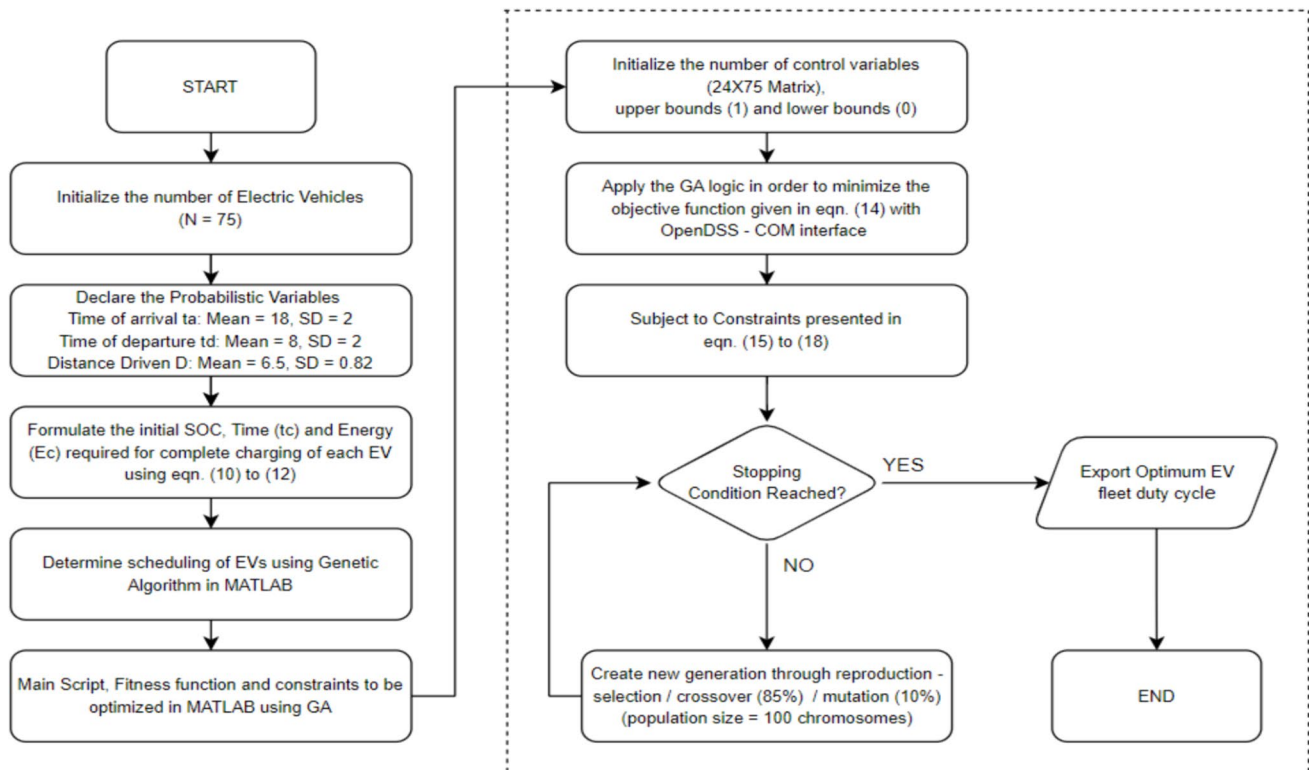 START
Initialize the number of Electric Vehicles
(N = 75)
Declare the Probabilistic Variables
Time of arrival ta: Mean = 18, SD = 2
Time of departure td: Mean = 8, SD = 2
Distance Driven D: Mean = 6.5, SD = 0.82
Formulate the initial SOC, Time (tc) and Energy
(Ec) required for complete charging of each EV
using eqn. (10) to (12)
Determine scheduling of EVs using Genetic
Algorithm in MATLAB
Main Script, Fitness function and constraints to be
optimized in MATLAB using GA
Initialize the number of control variables
(24X75 Matrix),
upper bounds (1) and lower bounds (0)
Apply the GA logic in order to minimize the
objective function given in eqn. (14) with
OpenDSS - COM interface
Subject to Constraints presented in
eqn. (15) to (18)
Stopping
Condition Reached?
YES
NO
Create new generation through reproduction -
selection / crossover (85%) / mutation (10%)
(population size = 100 chromosomes)
Export Optimum EV
fleet duty cycle
END